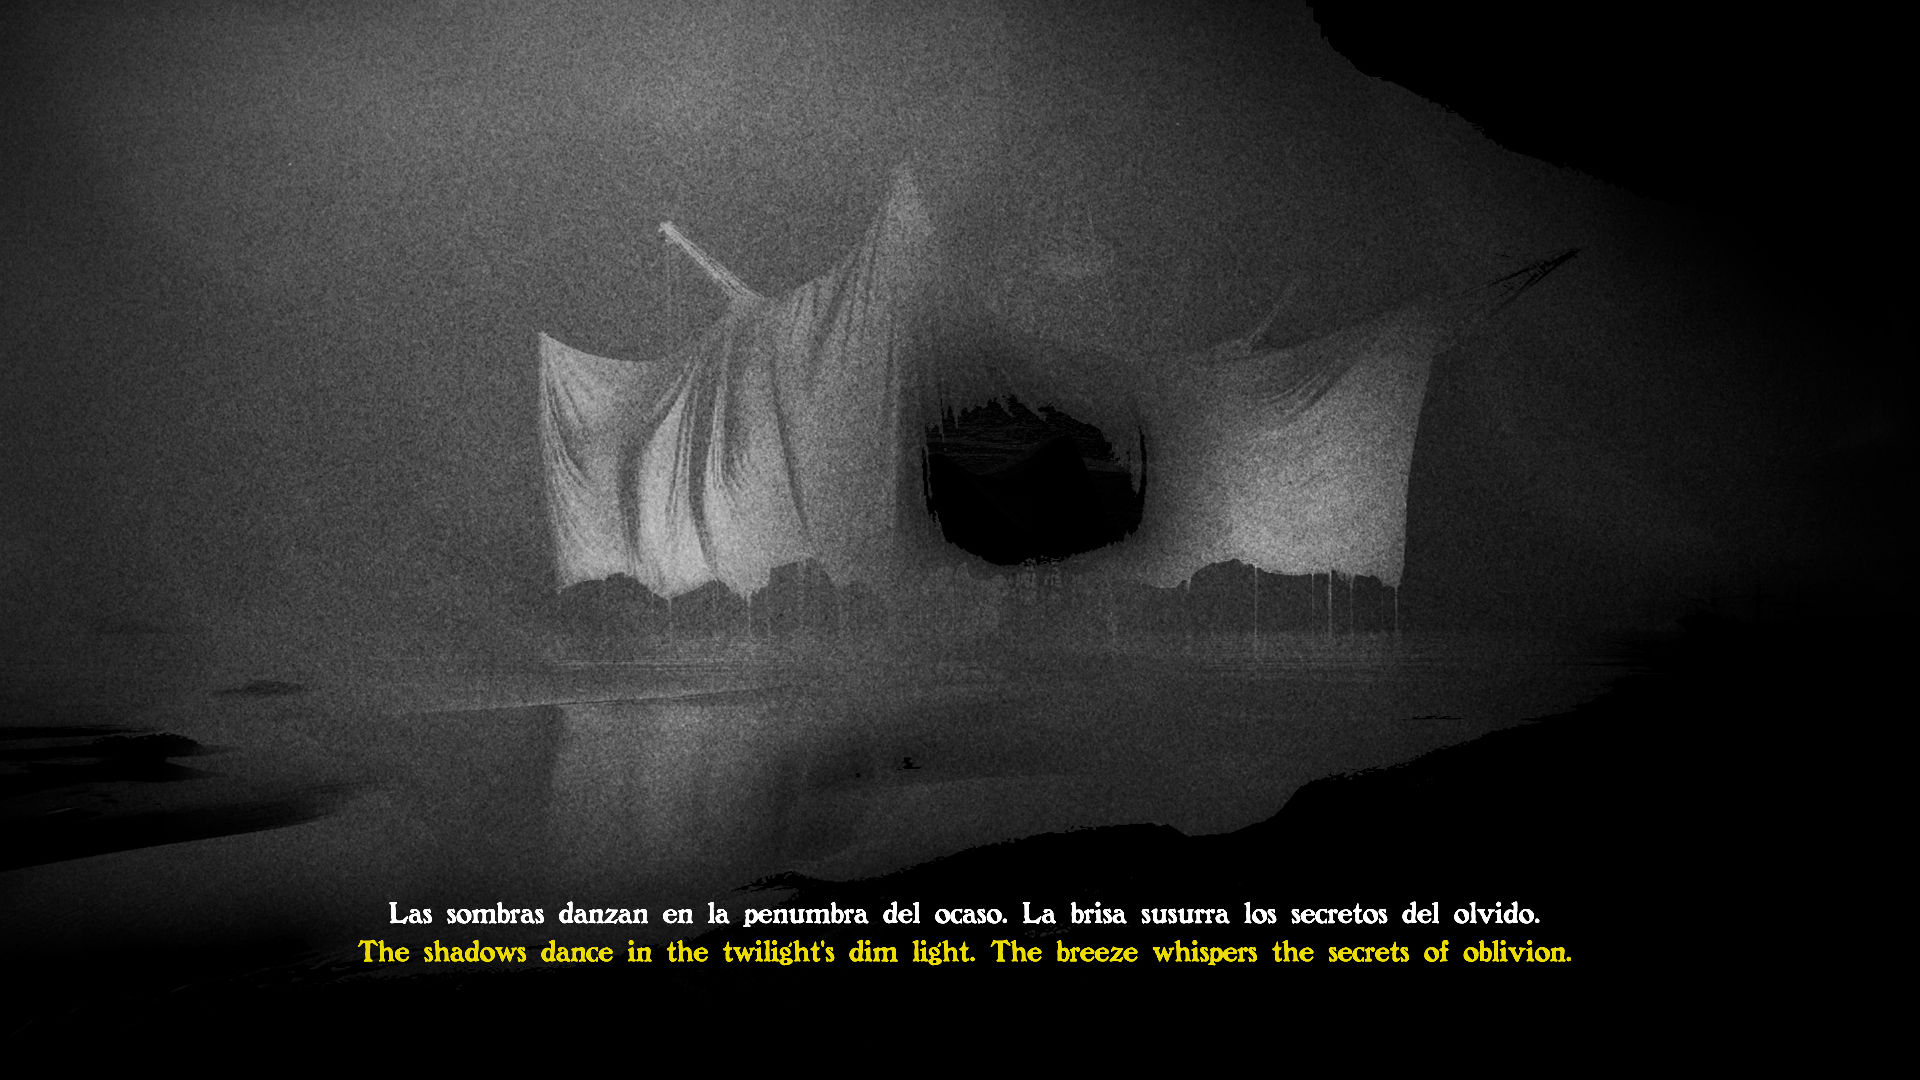 Las sombras danzan en la penumbra del ocaso. La brisa susurra los secretos del olvido.
The shadows dance in the twilight's dim light. The breeze whispers the secrets of oblivion.